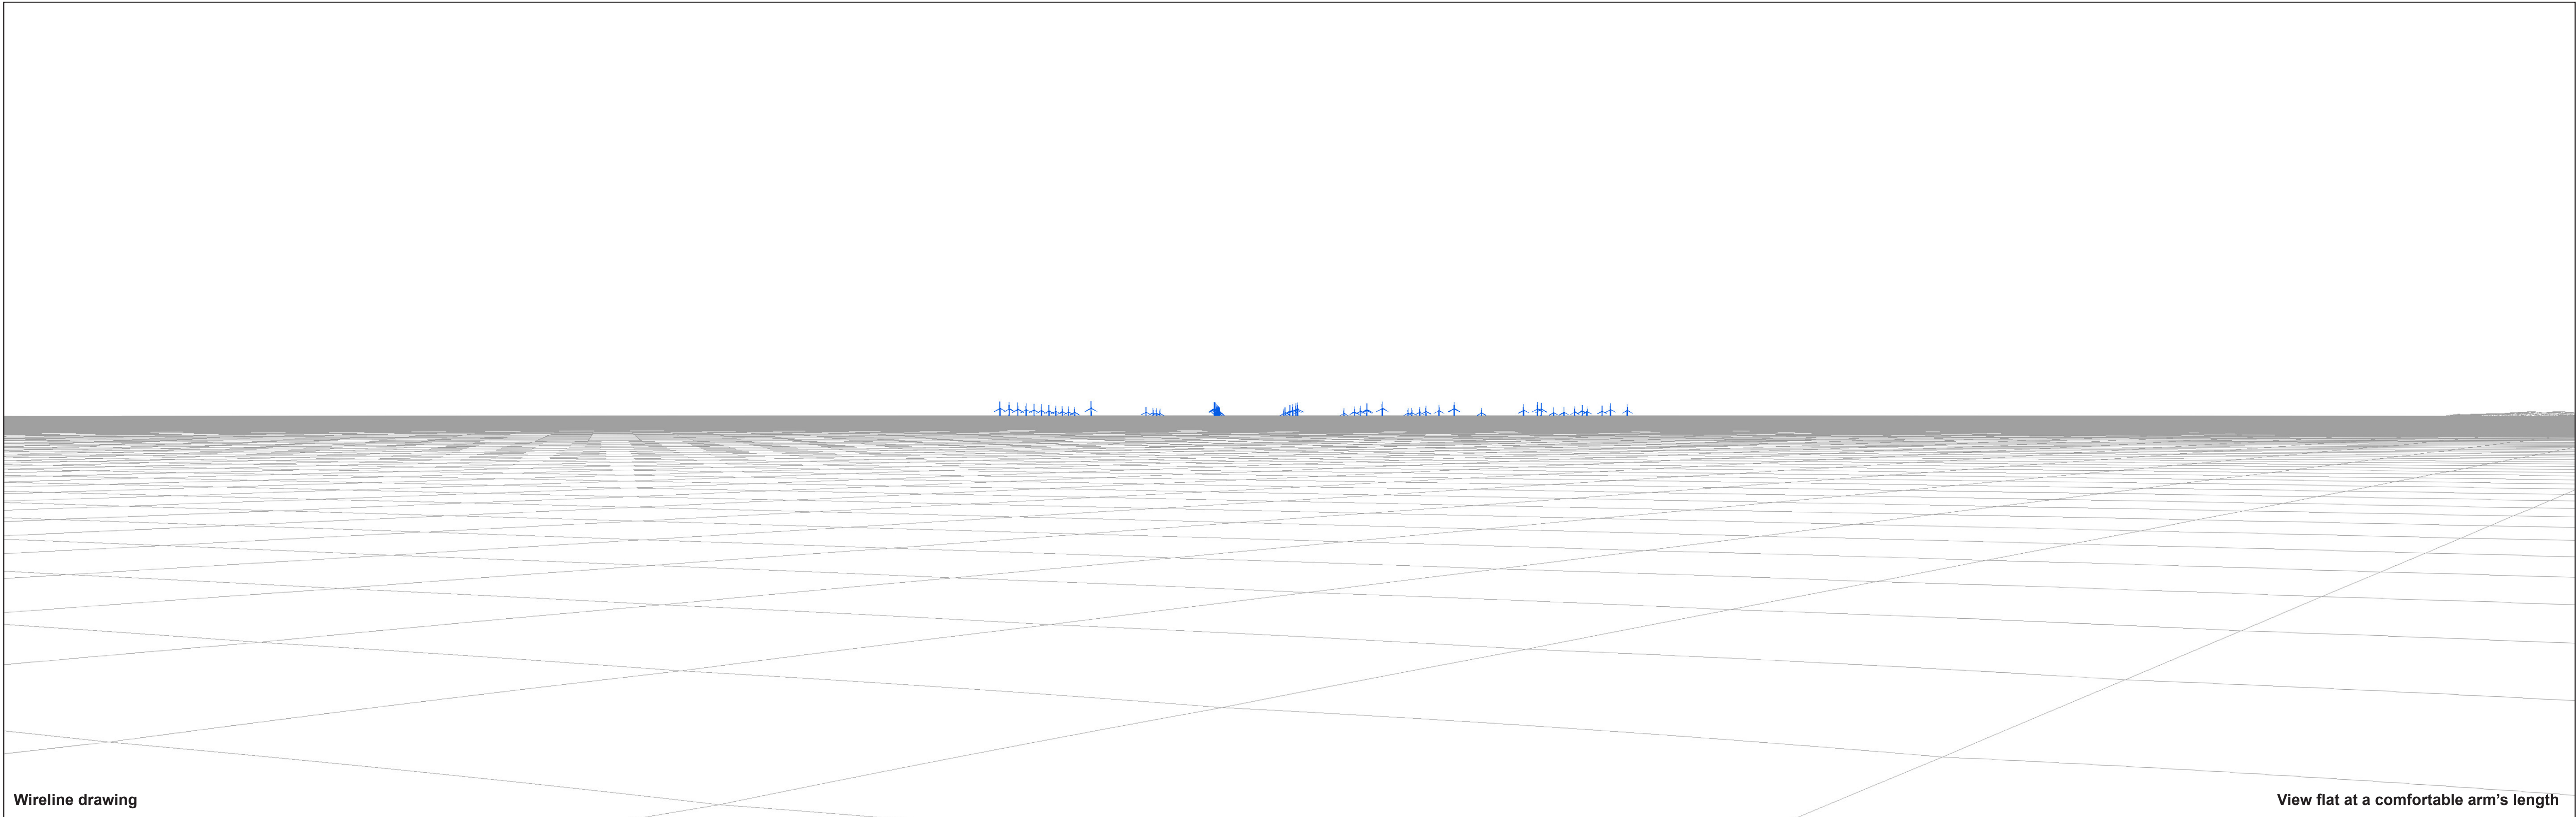 Wireline drawing
View flat at a comfortable arm’s length